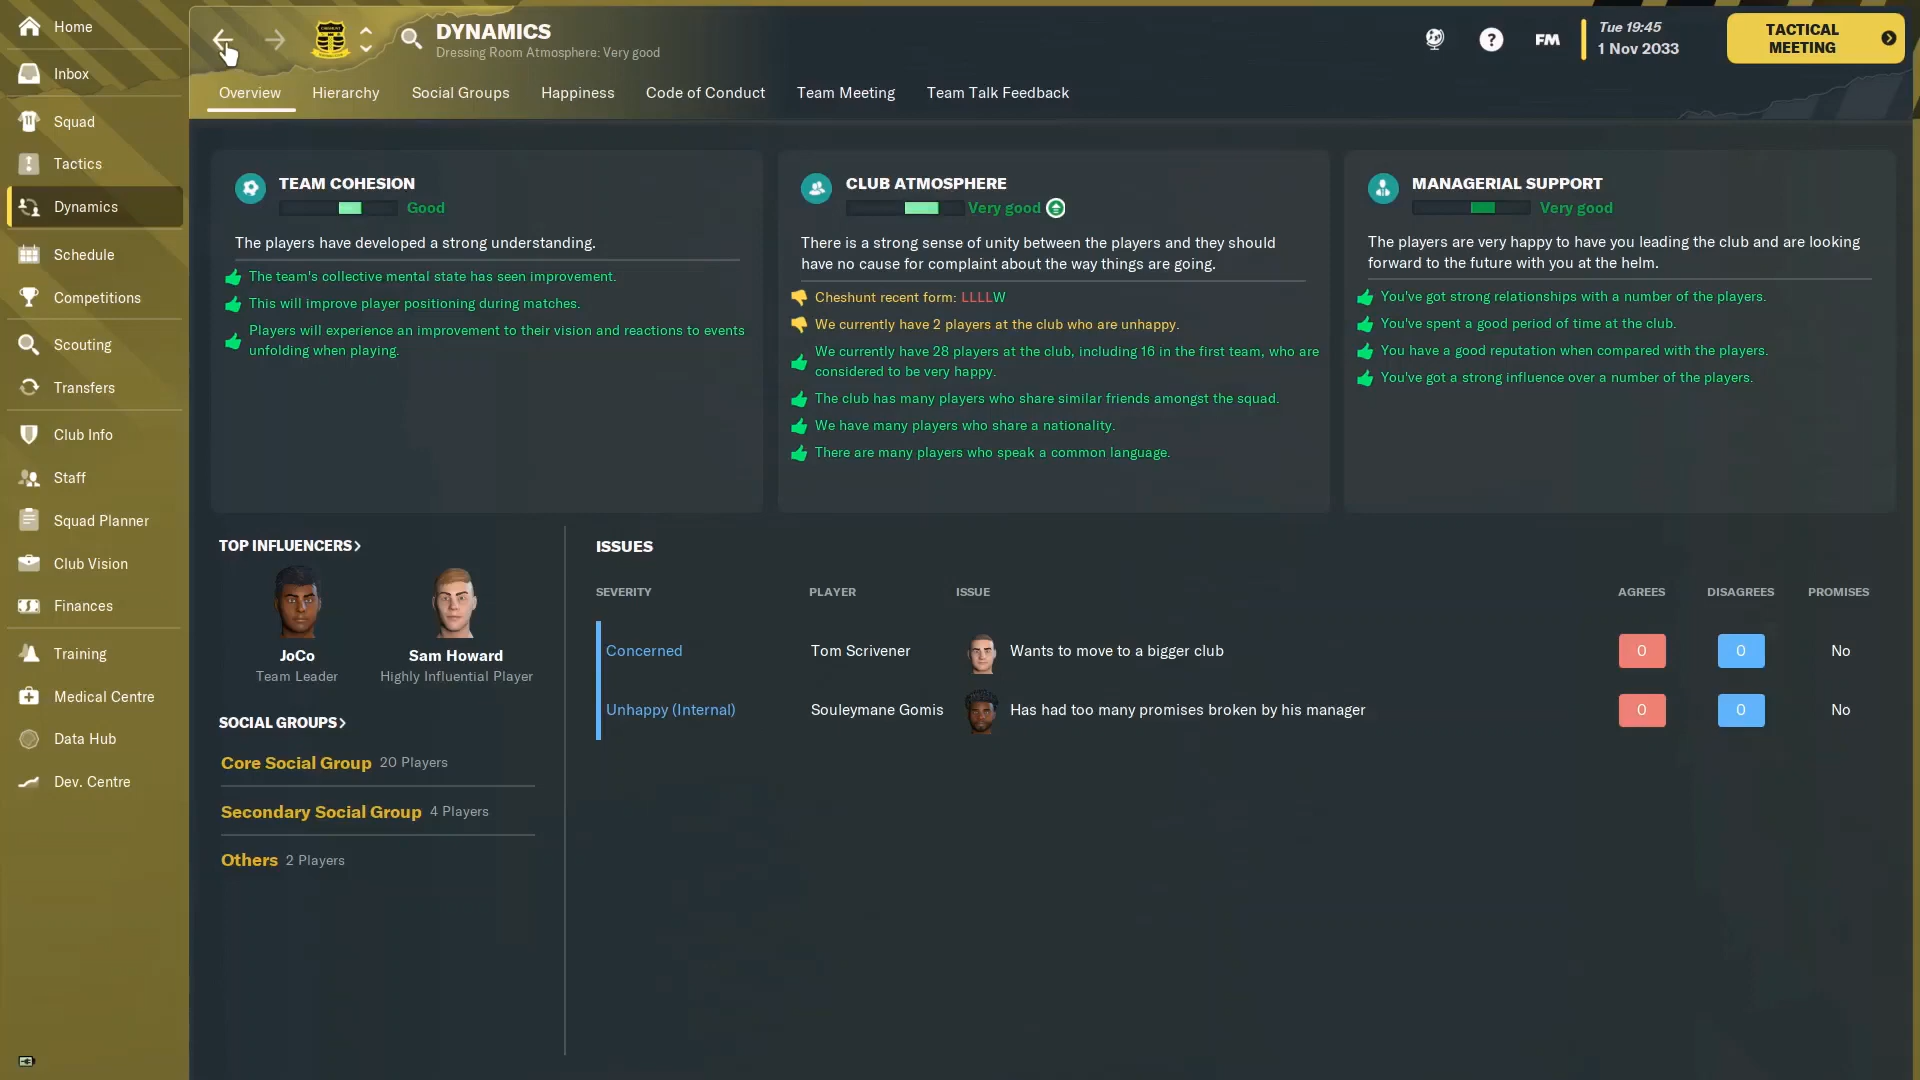 Home
Inbox
Squad
Tactics
Dynamics
Schedule
Competitions
Scouting
Transfers
Club Info
Staff
Squad Planner
Club Vision
Finances
Training
Medical Centre
Data Hub
Dev. Centre
DYNAMICS
Dressing Room Atmosphere: Very good
?
FM
Tue 19:45
1 Nov 2033
TACTICAL
MEETING
Overview Hierarchy Social Groups Happiness Code of Conduct Team Meeting Team Talk Feedback
TEAM COHESION
Good
The players have developed a strong understanding.
The team's collective mental state has seen improvement.
This will improve player positioning during matches.
Players will experience an improvement to their vision and reactions to events
unfolding when playing.
CLUB ATMOSPHERE
Very good
There is a strong sense of unity between the players and they should
have no cause for complaint about the way things are going.
Cheshunt recent form: LLLLW
We currently have 2 players at the club who are unhappy.
We currently have 28 players at the club, including 16 in the first team, who are
considered to be very happy.
The club has many players who share similar friends amongst the squad.
We have many players who share a nationality.
There are many players who speak a common language.
MANAGERIAL SUPPORT
Very good
The players are very happy to have you leading the club and are looking
forward to the future with you at the helm.
You've got strong relationships with a number of the players.
You've spent a good period of time at the club.
You have a good reputation when compared with the players.
You've got a strong influence over a number of the players.
TOP INFLUENCERS
JoCo
Team Leader
Sam Howard
Highly Influential Player
SOCIAL GROUPS
Core Social Group 20 Players
Secondary Social Group 4 Players
Others 2 Players
ISSUES
SEVERITY PLAYER ISSUE AGREES DISAGREES PROMISES
Concerned Tom Scrivener Wants to move to a bigger club 0 0 No
Unhappy (Internal) Souleymane Gomis Has had too many promises broken by his manager 0 0 No